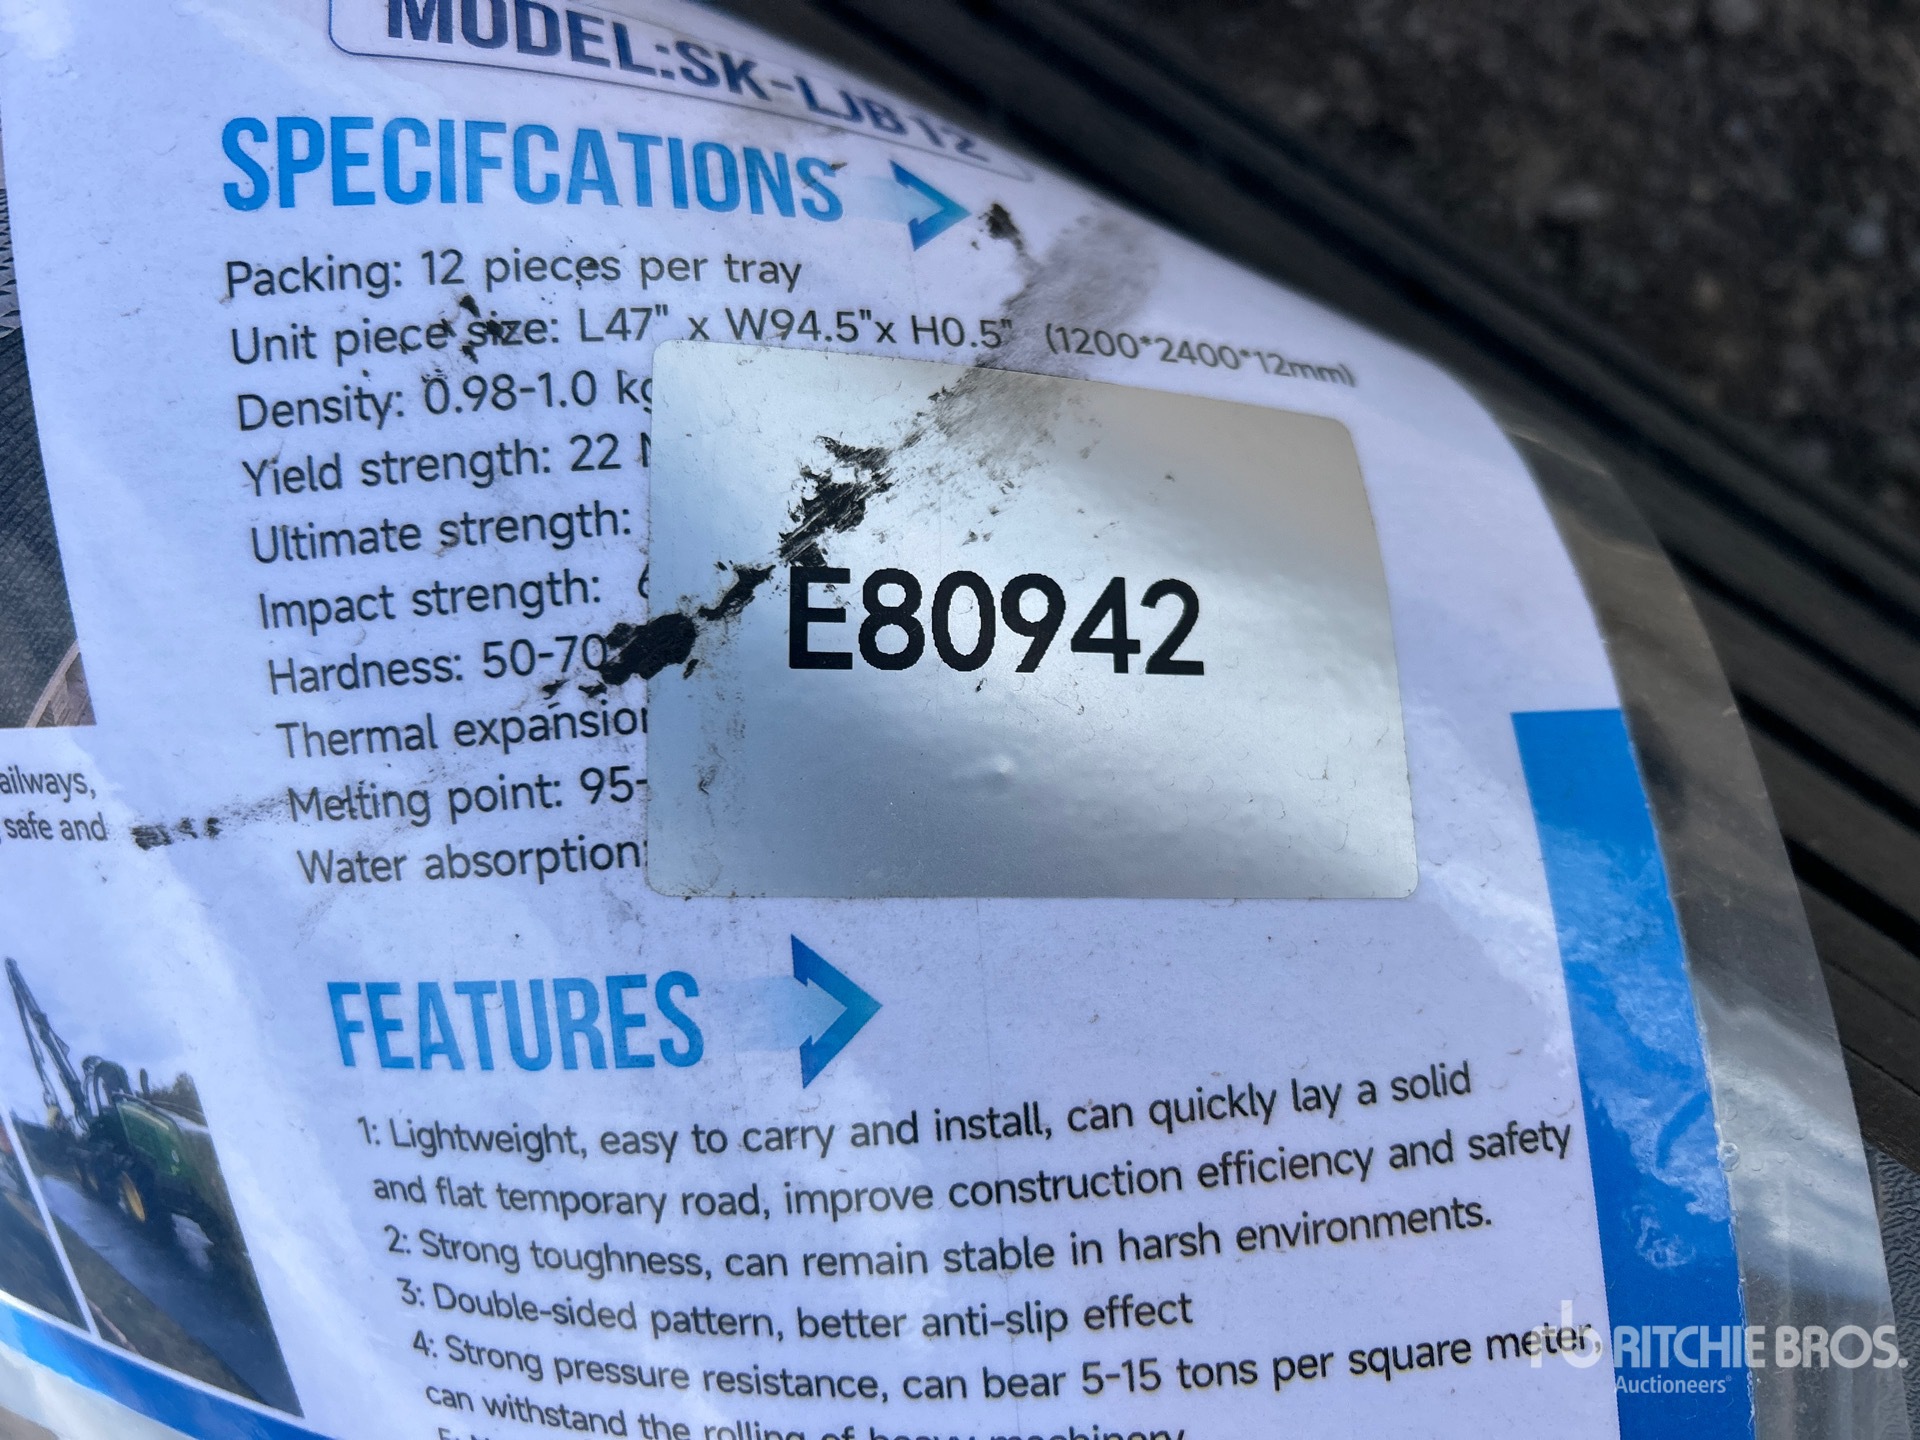 MODEL:SK-LJB12
SPECIFCATIONS
Packing: 12 pieces per tray
Unit piece size: L47" x W94.5"x H0.5" (1200*2400*12mm)
Density: 0.98-1.0
Yield strength: 22
Ultimate strength:
Impact strength:
Hardness: 50-70
Thermal
Melting point: 95-
Water absorption:
E80942
ailways,
safe and
FEATURES
1: Lightweight, easy to carry and install, can quickly lay a solid
and flat temporary road, improve construction efficiency and safety
2: Strong toughness, can remain stable in harsh environments.
3: Double-sided pattern, better anti-slip effect
4: Strong pressure resistance, can bear 5-15 tons per square meter,
can withstand the rolling of heavy machinery
rb RITCHIE BROS.
Auctioneers